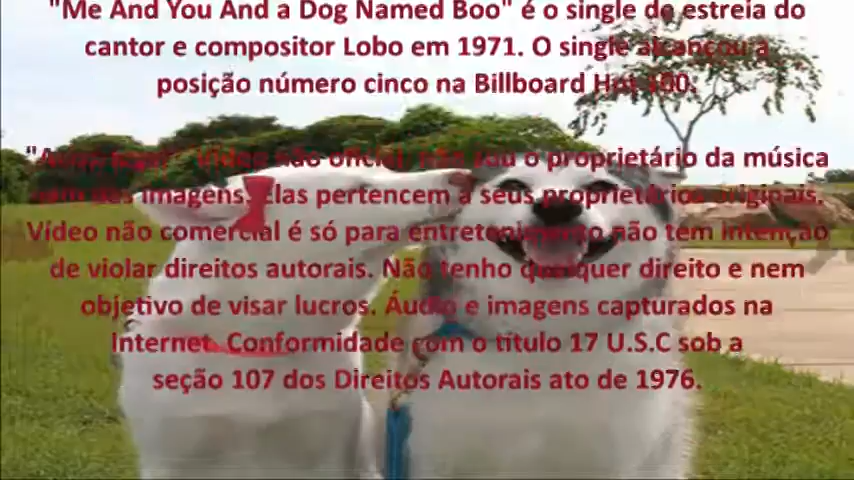 "Me And You And a Dog Named Boo" é o single de estreia do
cantor e compositor Lobo em 1971. O single alcançou a
posição número cinco na Billboard Hot 100.
"Aviso Legal" Vídeo não oficial, não sou o proprietário da música
nem das imagens. Elas pertencem a seus proprietários originais.
Vídeo não comercial é só para entretenimento não tem intenção
de violar direitos autorais. Não tenho qualquer direito e nem
objetivo de visar lucros. Áudio e imagens capturados na
Internet. Conformidade com o título 17 U.S.C sob a
seção 107 dos Direitos Autorais ato de 1976.